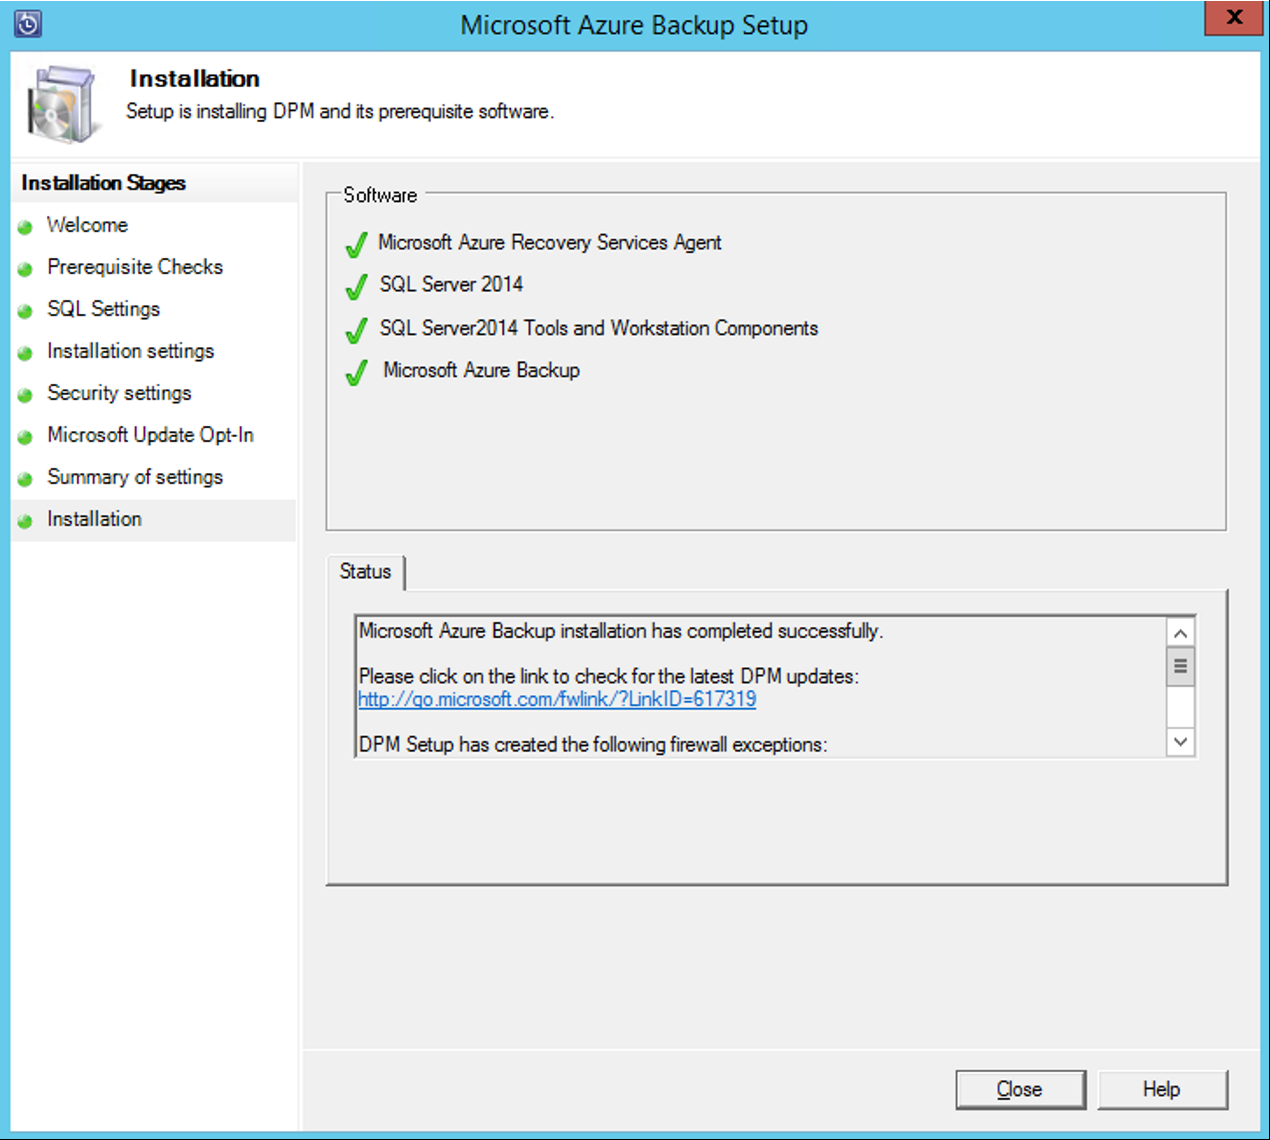 Microsoft Azure Backup Setup
X
Installation
Setup is installing DPM and its prerequisite software.
Installation Stages
Welcome
Prerequisite Checks
SQL Settings
Installation settings
Security settings
Microsoft Update Opt-In
Summary of settings
Installation
Software
Microsoft Azure Recovery Services Agent
SQL Server 2014
SQL Server2014 Tools and Workstation Components
Microsoft Azure Backup
Status
Microsoft Azure Backup installation has completed successfully.
Please click on the link to check for the latest DPM updates:
http://go.microsoft.com/fwlink/?LinkID=617319
DPM Setup has created the following firewall exceptions:
Close
Help